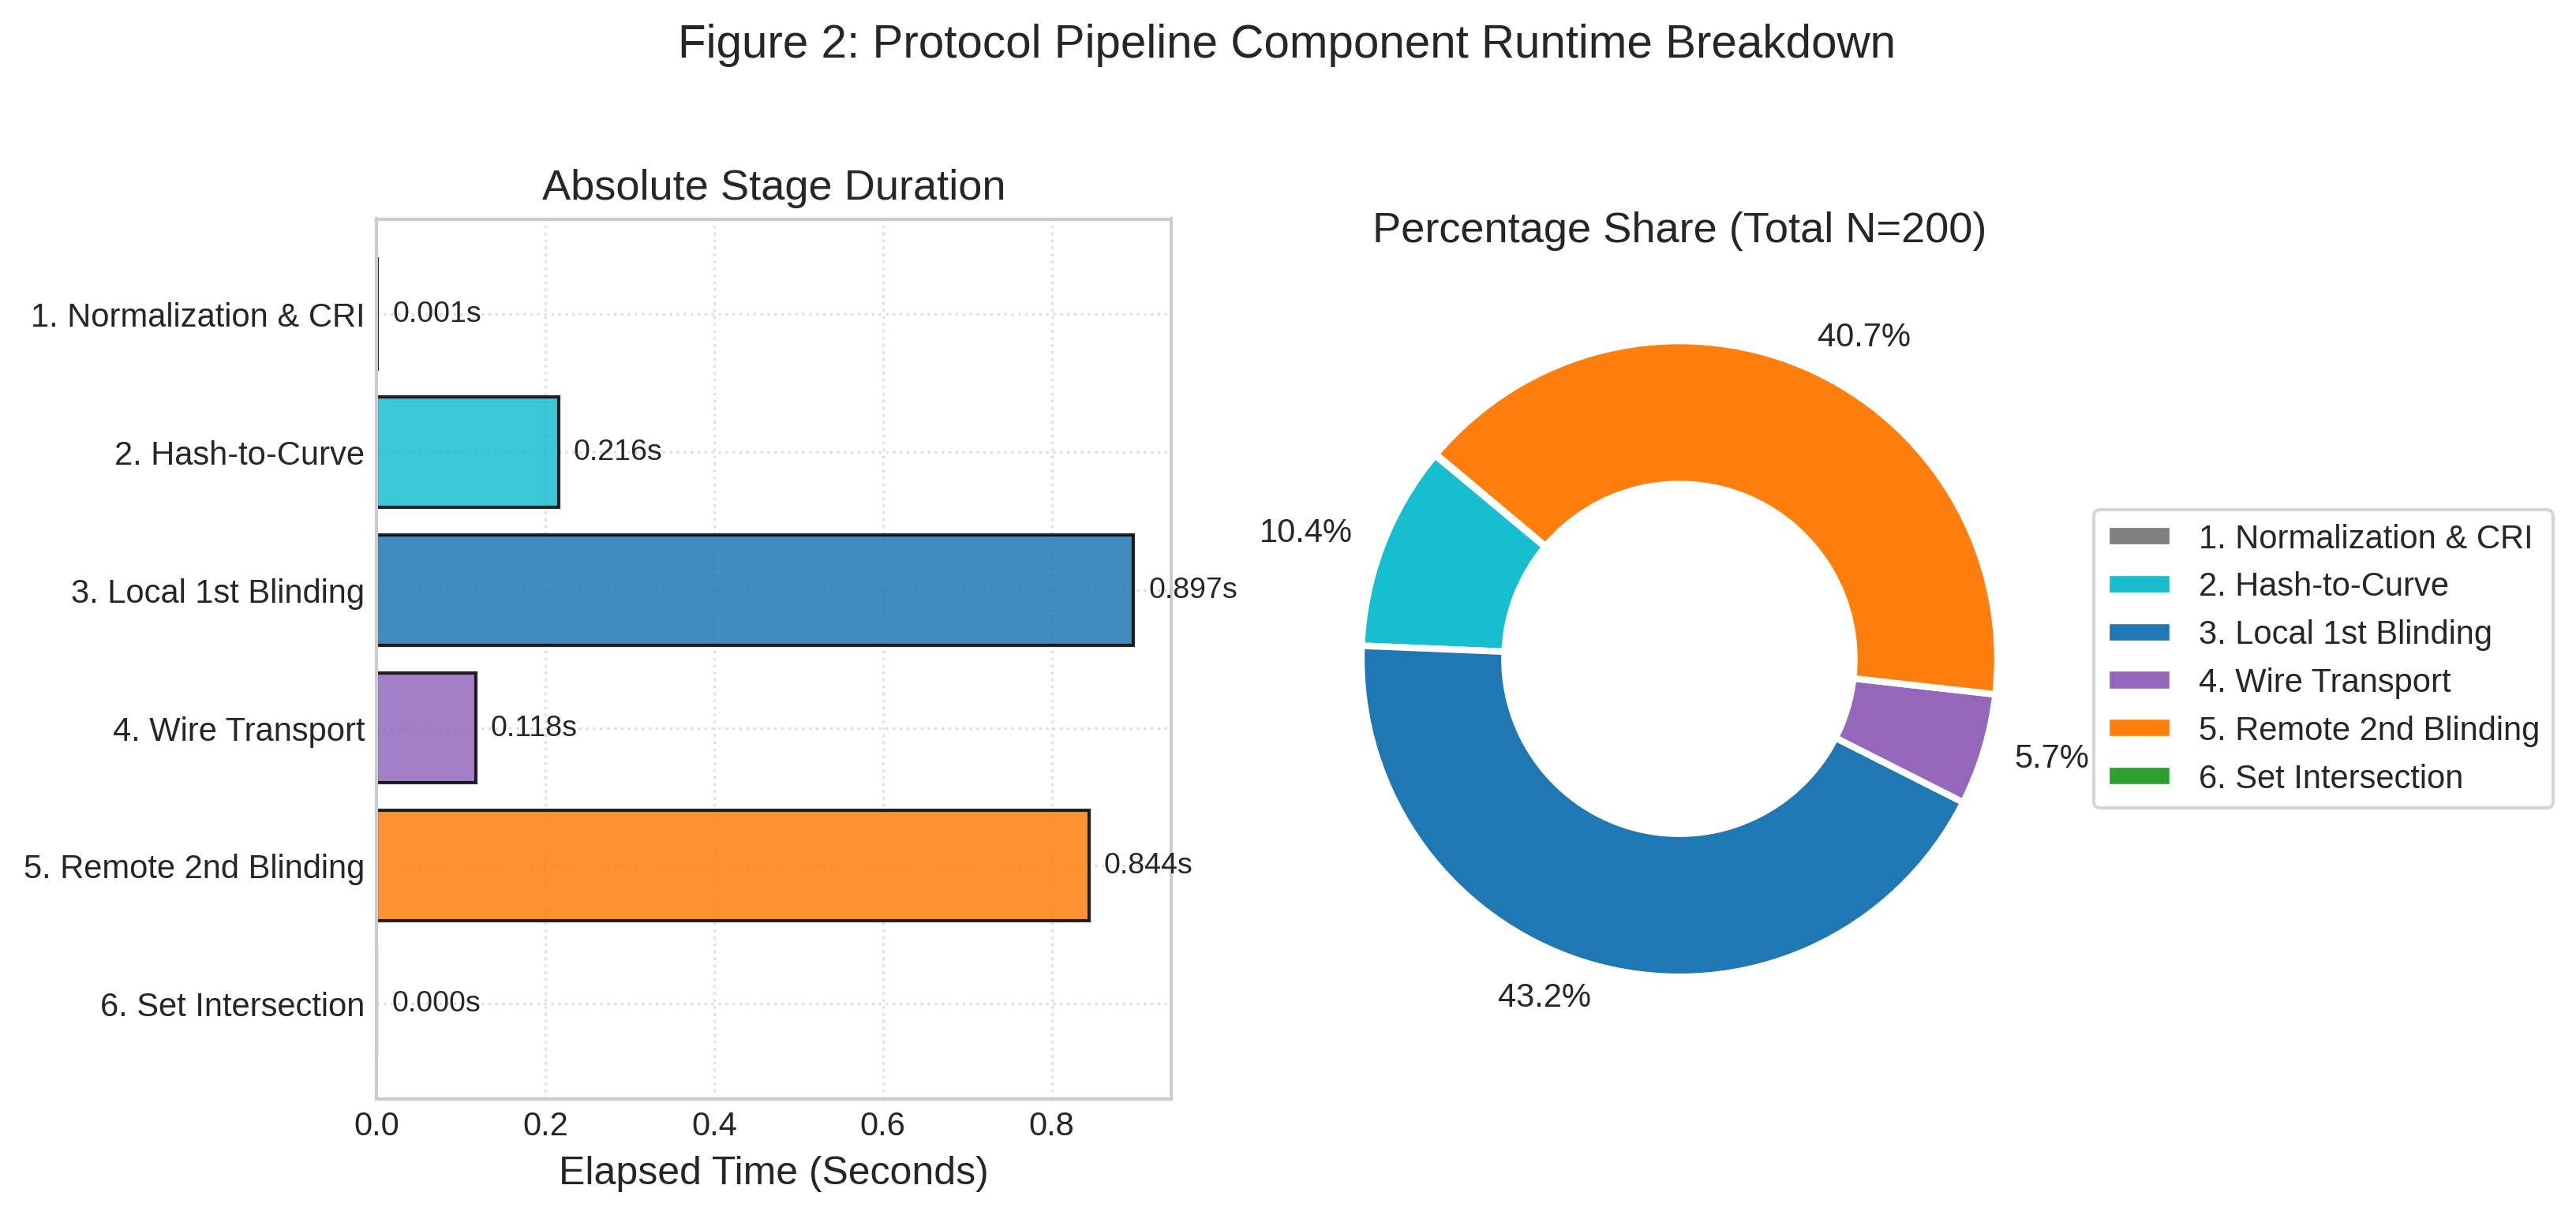 Figure 2: Protocol Pipeline Component Runtime Breakdown
Absolute Stage Duration
1. Normalization & CRI
0.001s
2. Hash-to-Curve
0.216s
3. Local 1st Blinding
0.897s
4. Wire Transport
0.118s
5. Remote 2nd Blinding
0.844s
6. Set Intersection
0.000s
0.0 0.2 0.4 0.6 0.8
Elapsed Time (Seconds)
Percentage Share (Total N=200)
40.7%
10.4%
5.7%
43.2%
1. Normalization & CRI
2. Hash-to-Curve
3. Local 1st Blinding
4. Wire Transport
5. Remote 2nd Blinding
6. Set Intersection